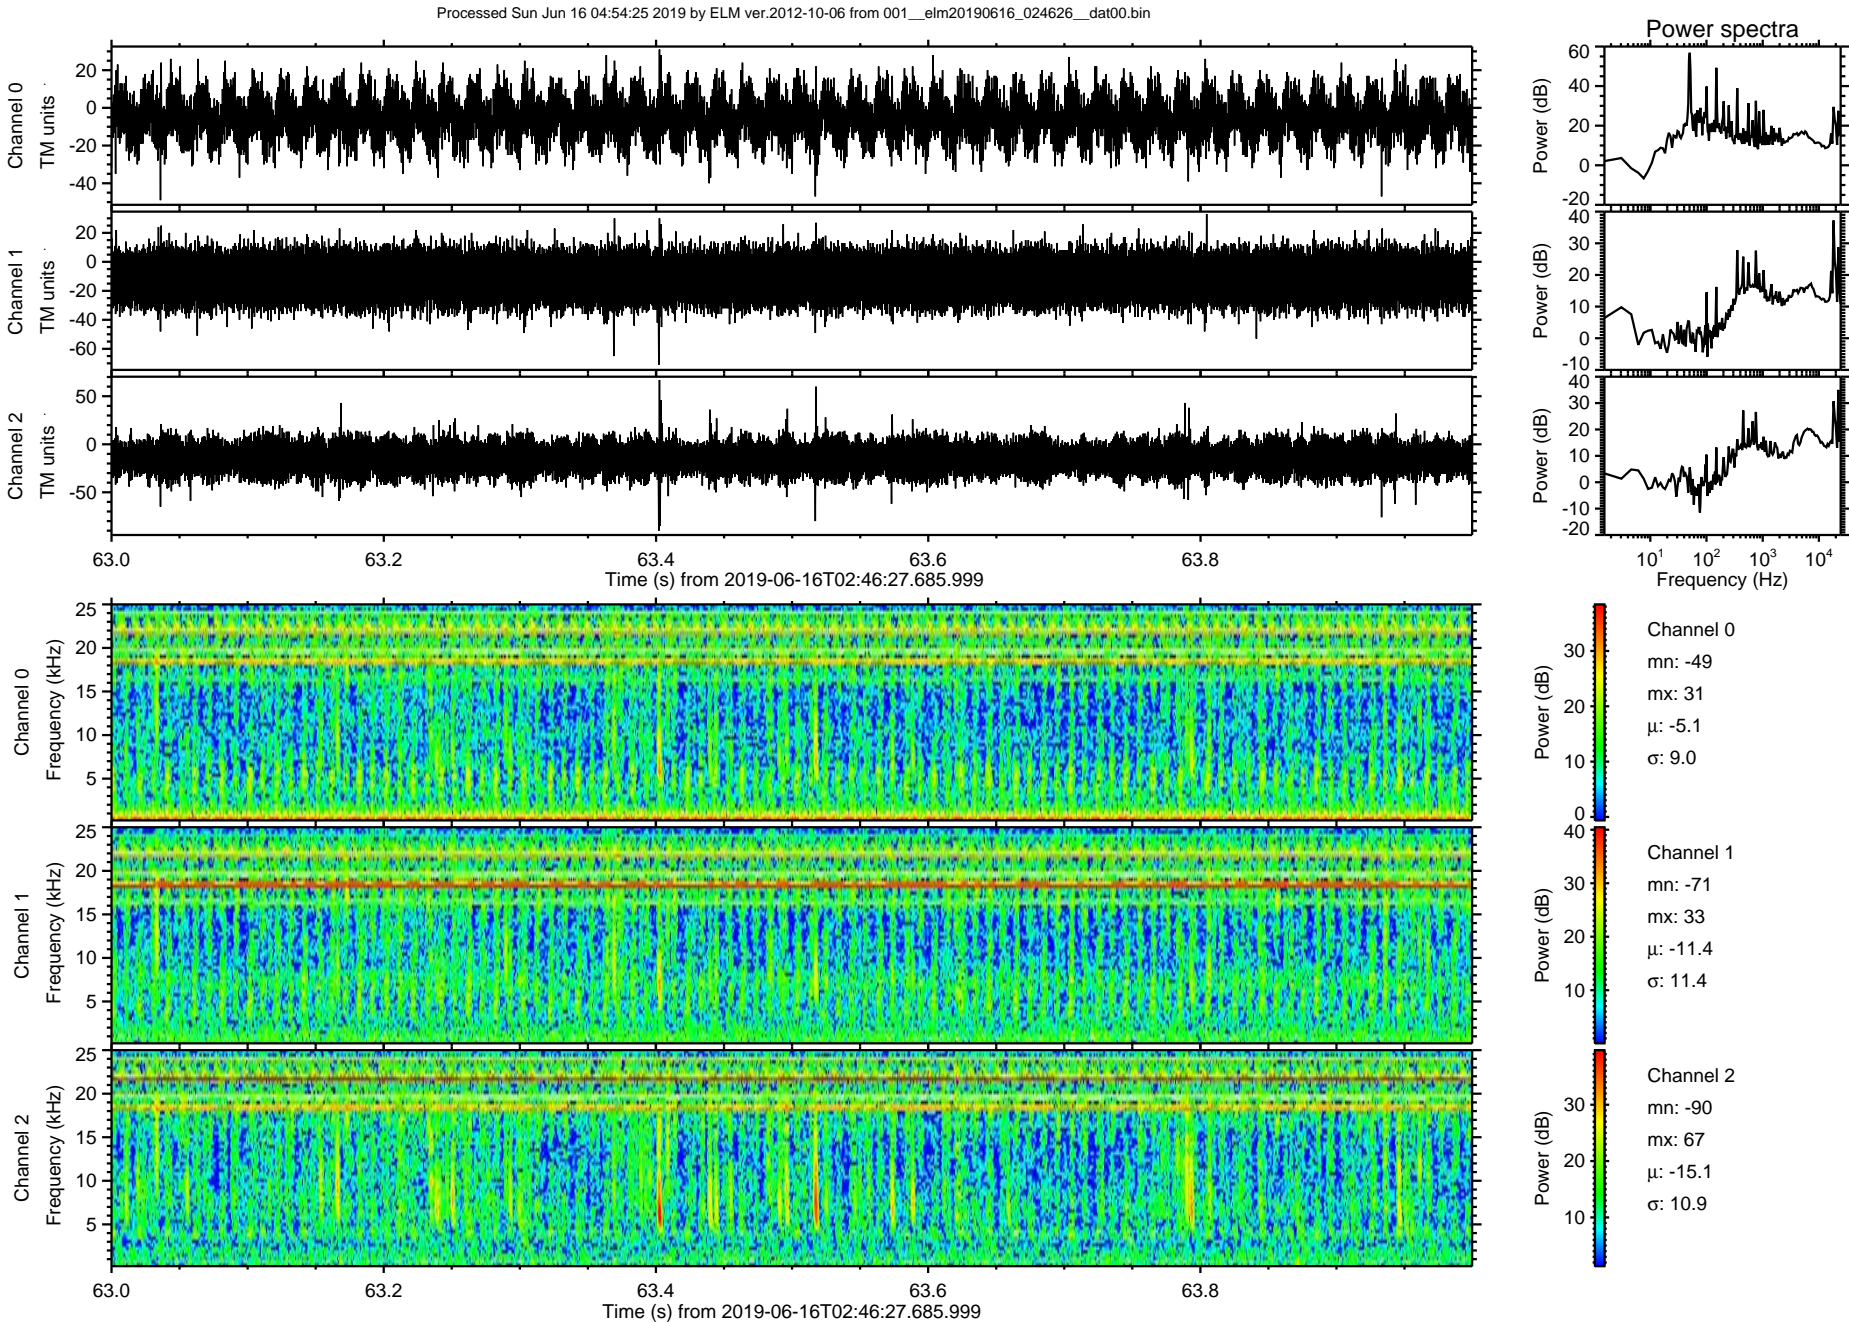 Processed Sun Jun 16 04:54:25 2019 by ELM ver.2012-10-06 from 001__elm20190616_024626__dat00.bin
Power spectra
Channel 0
TM units
20
0
-20
-40
Power (dB)
60
40
20
0
-20
Channel 1
TM units
20
0
-20
-40
-60
Power (dB)
40
30
20
10
0
-10
Channel 2
TM units
50
0
-50
Power (dB)
40
30
20
10
0
-10
-20
63.0 63.2 63.4 63.6 63.8
Time (s) from 2019-06-16T02:46:27.685.999
10^1 10^2 10^3 10^4
Frequency (Hz)
Channel 0
Frequency (kHz)
25
20
15
10
5
Power (dB)
30
20
10
0
Channel 0
mn: -49
mx: 31
μ: -5.1
σ: 9.0
Channel 1
Frequency (kHz)
25
20
15
10
5
Power (dB)
40
30
20
10
Channel 1
mn: -71
mx: 33
μ: -11.4
σ: 11.4
Channel 2
Frequency (kHz)
25
20
15
10
5
Power (dB)
30
20
10
Channel 2
mn: -90
mx: 67
μ: -15.1
σ: 10.9
63.0 63.2 63.4 63.6 63.8
Time (s) from 2019-06-16T02:46:27.685.999